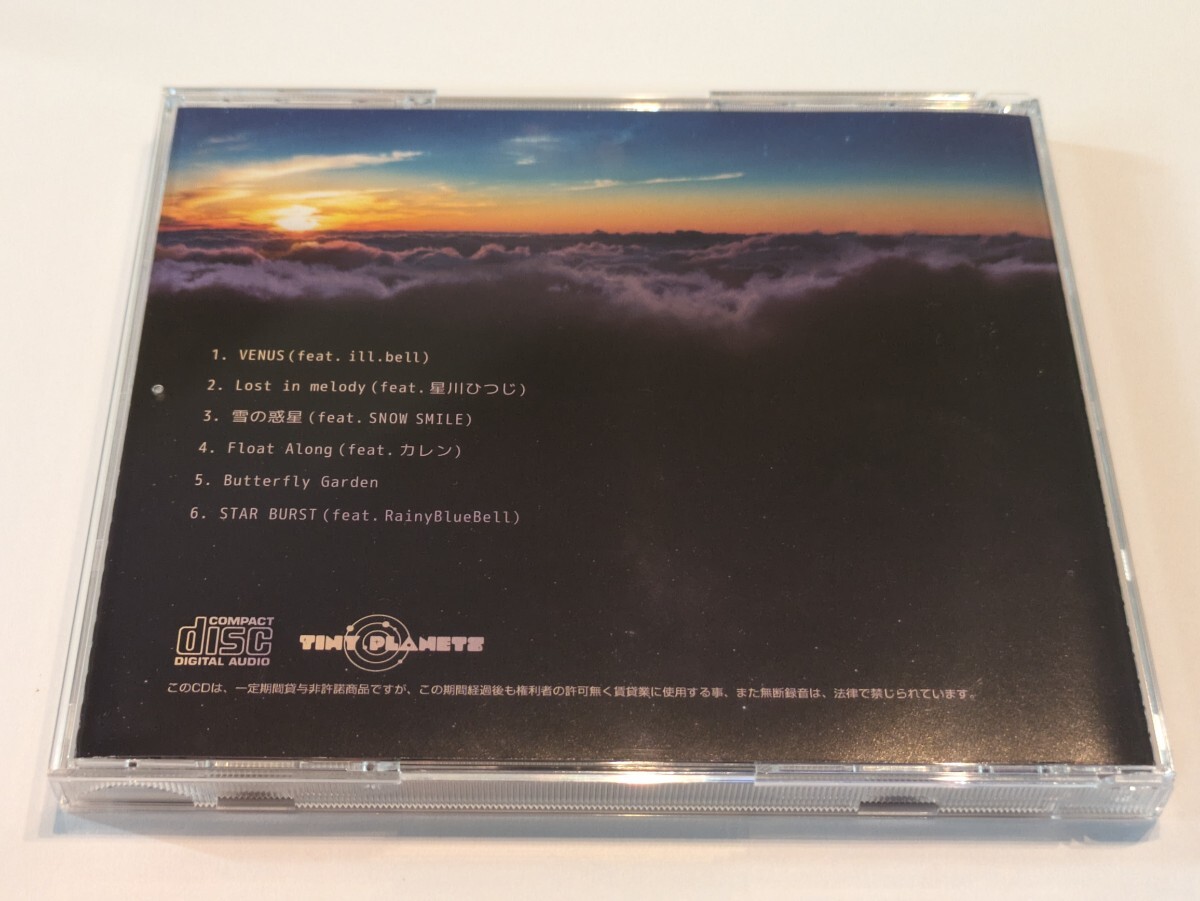 1. VENUS(feat. ill.bell)
2. Lost in melody(feat.星川ひつじ)
3. 雪の惑星(feat.SNOW SMILE)
4. Float Along(feat.カレン)
5. Butterfly Garden
6. STAR BURST(feat.RainyBlueBell)
COMPACT
disc
DIGITAL AUDIO
TINY PLANETS
このCDは、一定期間貸与非許諾商品ですが、この期間経過後も権利者の許可無く賃貸業に使用する事、また無断録音は、法律で禁じられています。